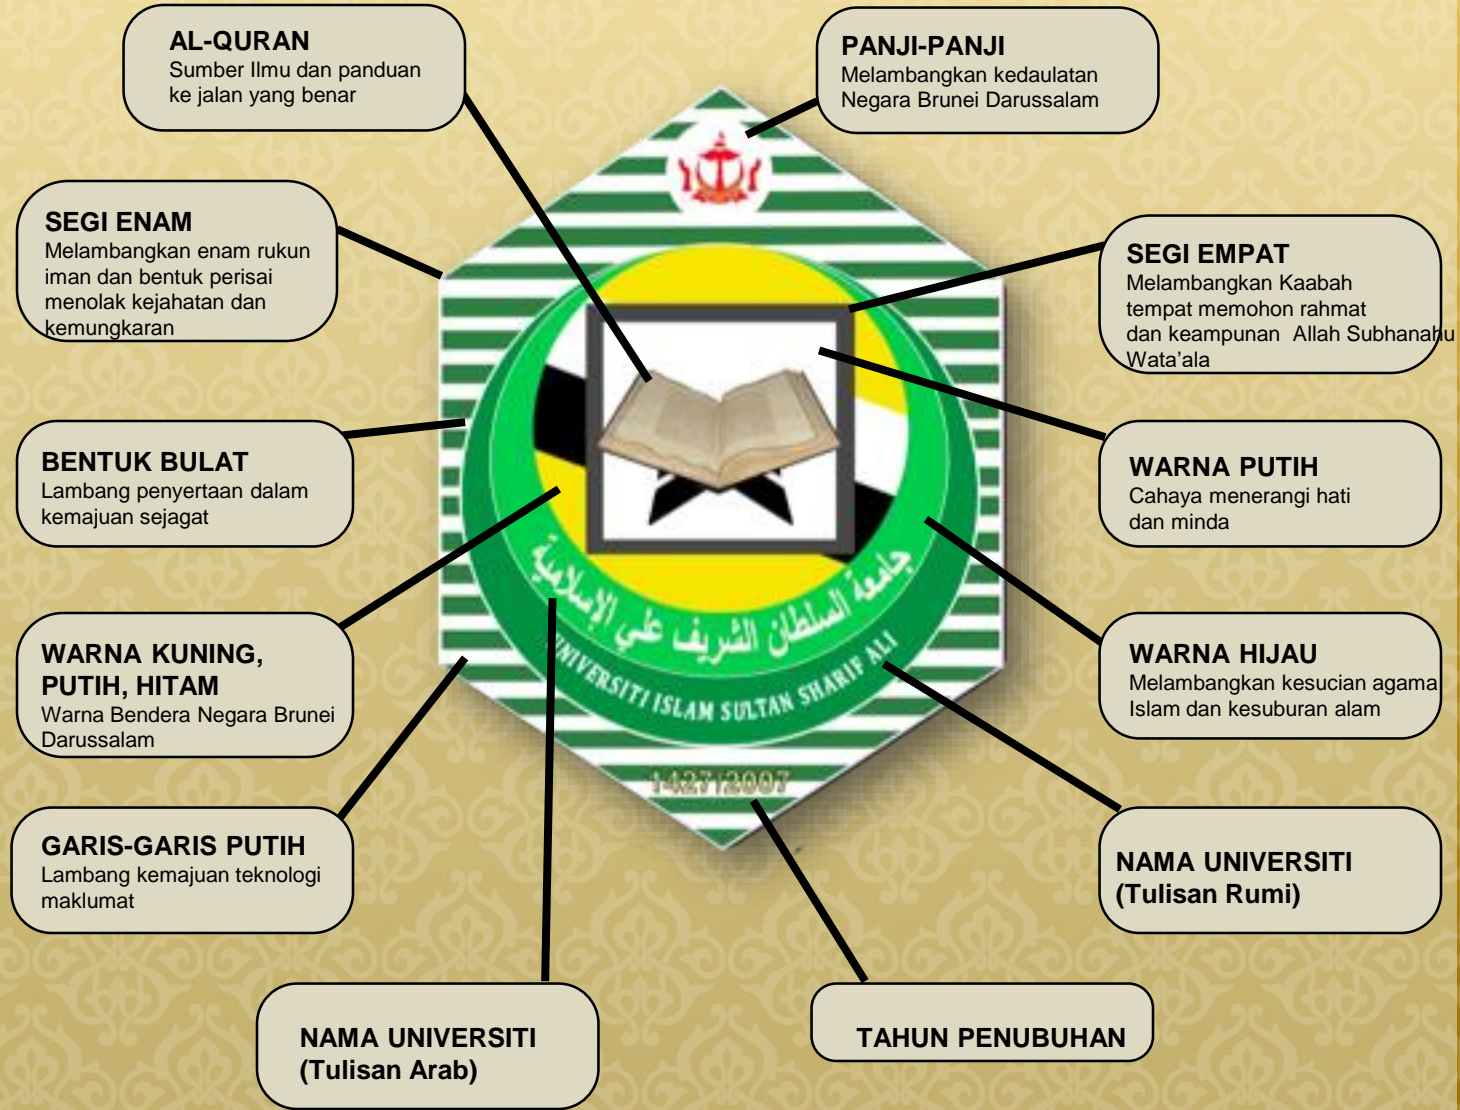 AL-QURAN
Sumber Ilmu dan panduan
ke jalan yang benar
PANJI-PANJI
Melambangkan kedaulatan
Negara Brunei Darussalam
SEGI ENAM
Melambangkan enam rukun
iman dan bentuk perisai
menolak kejahatan dan
kemungkaran
SEGI EMPAT
Melambangkan Kaabah
tempat memohon rahmat
dan keampunan Allah Subhanahu
Wata'ala
BENTUK BULAT
Lambang penyertaan dalam
kemajuan sejagat
WARNA PUTIH
Cahaya menerangi hati
dan minda
WARNA KUNING,
PUTIH, HITAM
Warna Bendera Negara Brunei
Darussalam
WARNA HIJAU
Melambangkan kesucian agama
Islam dan kesuburan alam
جامعة السلطان الشريف علي الإسلامية
UNIVERSITI ISLAM SULTAN SHARIF ALI
1427/2007
GARIS-GARIS PUTIH
Lambang kemajuan teknologi
maklumat
NAMA UNIVERSITI
(Tulisan Rumi)
NAMA UNIVERSITI
(Tulisan Arab)
TAHUN PENUBUHAN